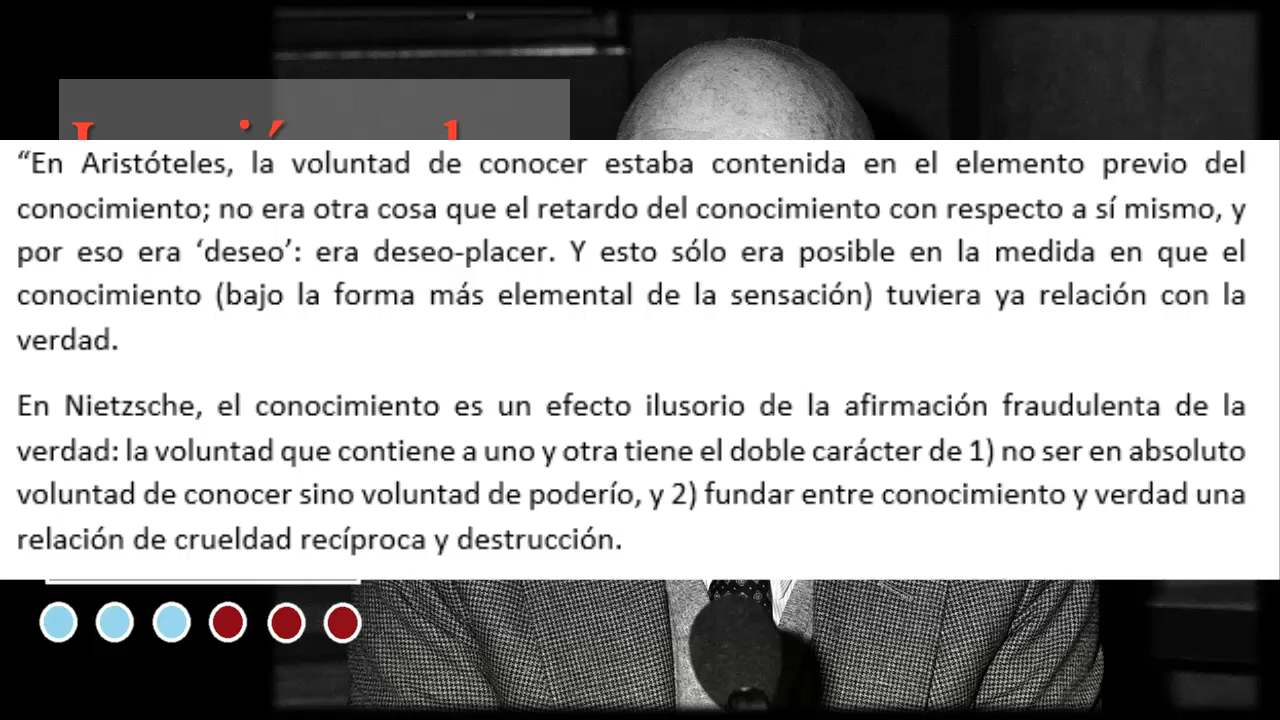 “En Aristóteles, la voluntad de conocer estaba contenida en el elemento previo del
conocimiento; no era otra cosa que el retardo del conocimiento con respecto a sí mismo, y
por eso era ‘deseo’: era deseo-placer. Y esto sólo era posible en la medida en que el
conocimiento (bajo la forma más elemental de la sensación) tuviera ya relación con la
verdad.
En Nietzsche, el conocimiento es un efecto ilusorio de la afirmación fraudulenta de la
verdad: la voluntad que contiene a uno y otra tiene el doble carácter de 1) no ser en absoluto
voluntad de conocer sino voluntad de poderío, y 2) fundar entre conocimiento y verdad una
relación de crueldad recíproca y destrucción.